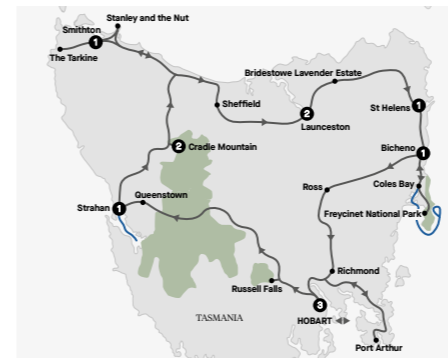 Stanley and the Nut
Smithton
1
The Tarkine
Bridestowe Lavender Estate
Sheffield
2
Launceston
St Helens
1
Bicheno
1
2
Cradle Mountain
Coles Bay
Ross
Queenstown
Strahan
1
Freycinet National Park
Richmond
Russell Falls
TASMANIA
3
HOBART
Port Arthur